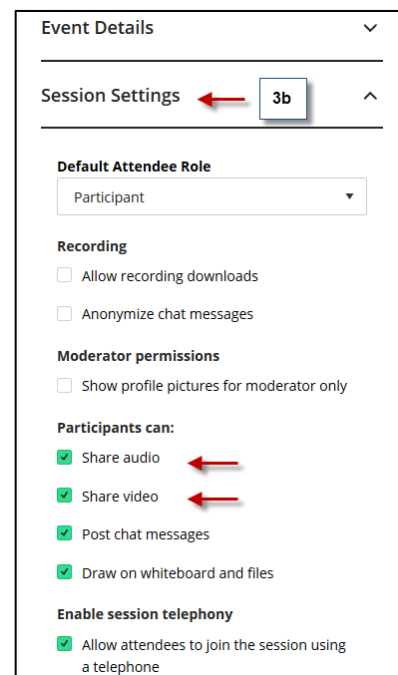 Event Details
Session Settings 3b
Default Attendee Role
Participant
Recording
Allow recording downloads
Anonymize chat messages
Moderator permissions
Show profile pictures for moderator only
Participants can:
Share audio
Share video
Post chat messages
Draw on whiteboard and files
Enable session telephony
Allow attendees to join the session using
a telephone